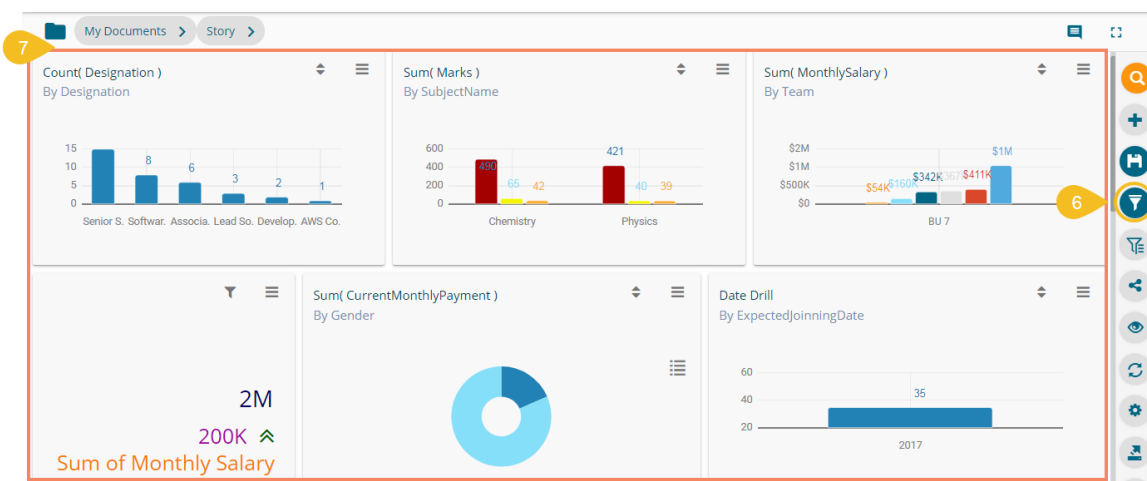 My Documents > Story >
7
Count( Designation )
By Designation
15
10
5
0
8
6
3
2
1
Senior S. Softwar. Associa. Lead So. Develop. AWS Co.
Sum( Marks )
By SubjectName
600
400
200
0
490
65
42
421
40
39
Chemistry
Physics
Sum( MonthlySalary )
By Team
$2M
$1M
$500K
$0
$54K
$160K
$342K
$367K
$411K
$1M
BU 7
6
2M
200K
Sum of Monthly Salary
Sum( CurrentMonthlyPayment )
By Gender
Date Drill
By ExpectedJoinningDate
60
40
20
35
2017